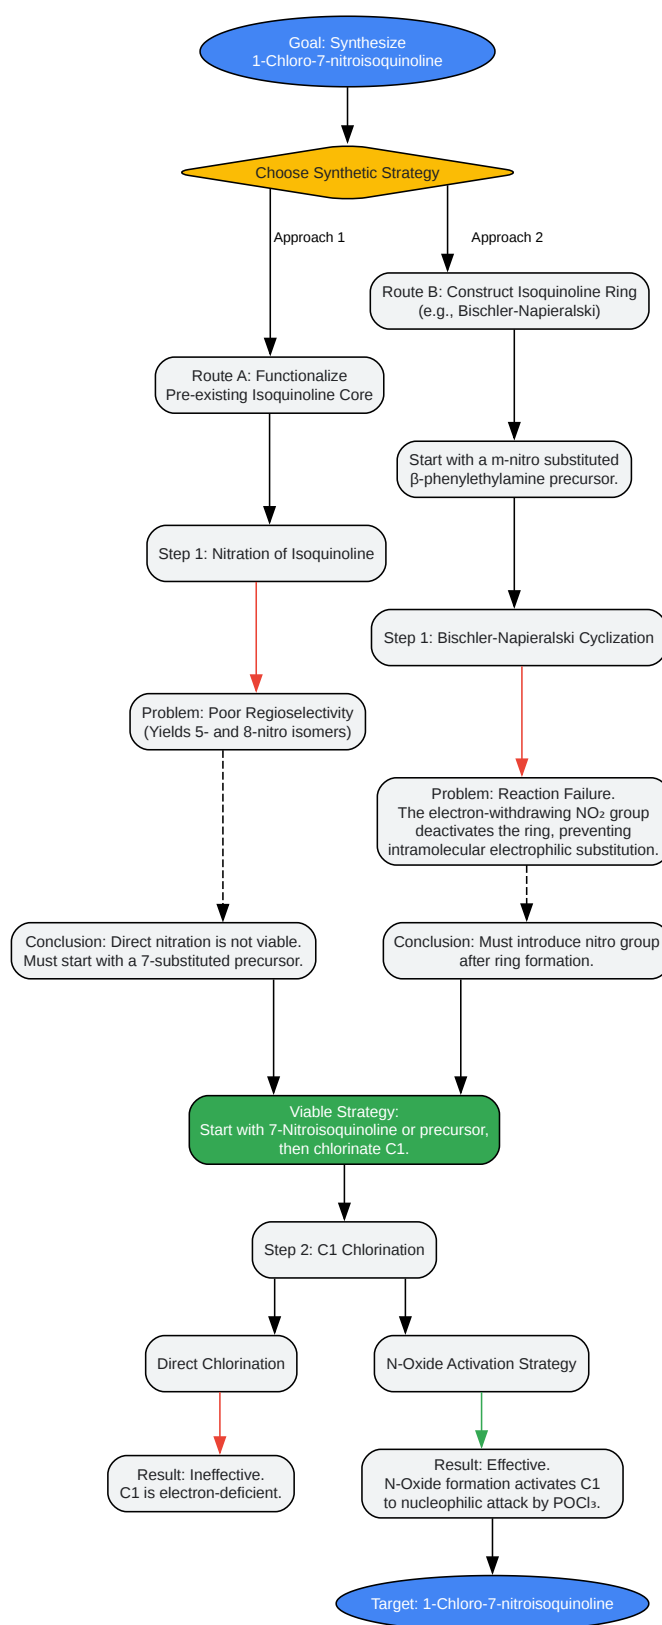 Goal: Synthesize
1-Chloro-7-nitroisoquinoline
Choose Synthetic Strategy
Approach 1
Approach 2
Route B: Construct Isoquinoline Ring
(e.g., Bischler-Napieralski)
Route A: Functionalize
Pre-existing Isoquinoline Core
Start with a m-nitro substituted
β-phenylethylamine precursor.
Step 1: Nitration of Isoquinoline
Step 1: Bischler-Napieralski Cyclization
Problem: Poor Regioselectivity
(Yields 5- and 8-nitro isomers)
Problem: Reaction Failure.
The electron-withdrawing NO₂ group
deactivates the ring, preventing
intramolecular electrophilic substitution.
Conclusion: Direct nitration is not viable.
Must start with a 7-substituted precursor.
Conclusion: Must introduce nitro group
after ring formation.
Viable Strategy:
Start with 7-Nitroisoquinoline or precursor,
then chlorinate C1.
Step 2: C1 Chlorination
Direct Chlorination
N-Oxide Activation Strategy
Result: Ineffective.
C1 is electron-deficient.
Result: Effective.
N-Oxide formation activates C1
to nucleophilic attack by POCl₃.
Target: 1-Chloro-7-nitroisoquinoline